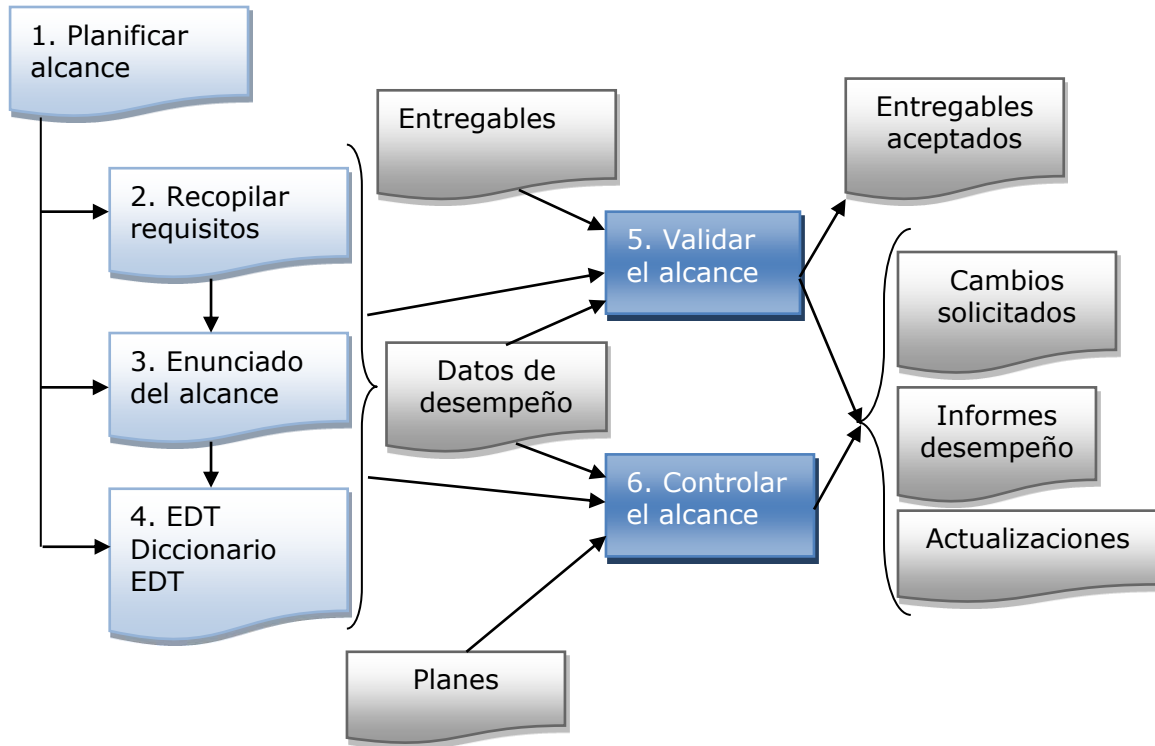 1. Planificar
alcance
2. Recopilar
requisitos
3. Enunciado
del alcance
4. EDT
Diccionario
EDT
Entregables
Datos de
desempeño
Planes
5. Validar
el alcance
6. Controlar
el alcance
Entregables
aceptados
Cambios
solicitados
Informes
desempeño
Actualizaciones